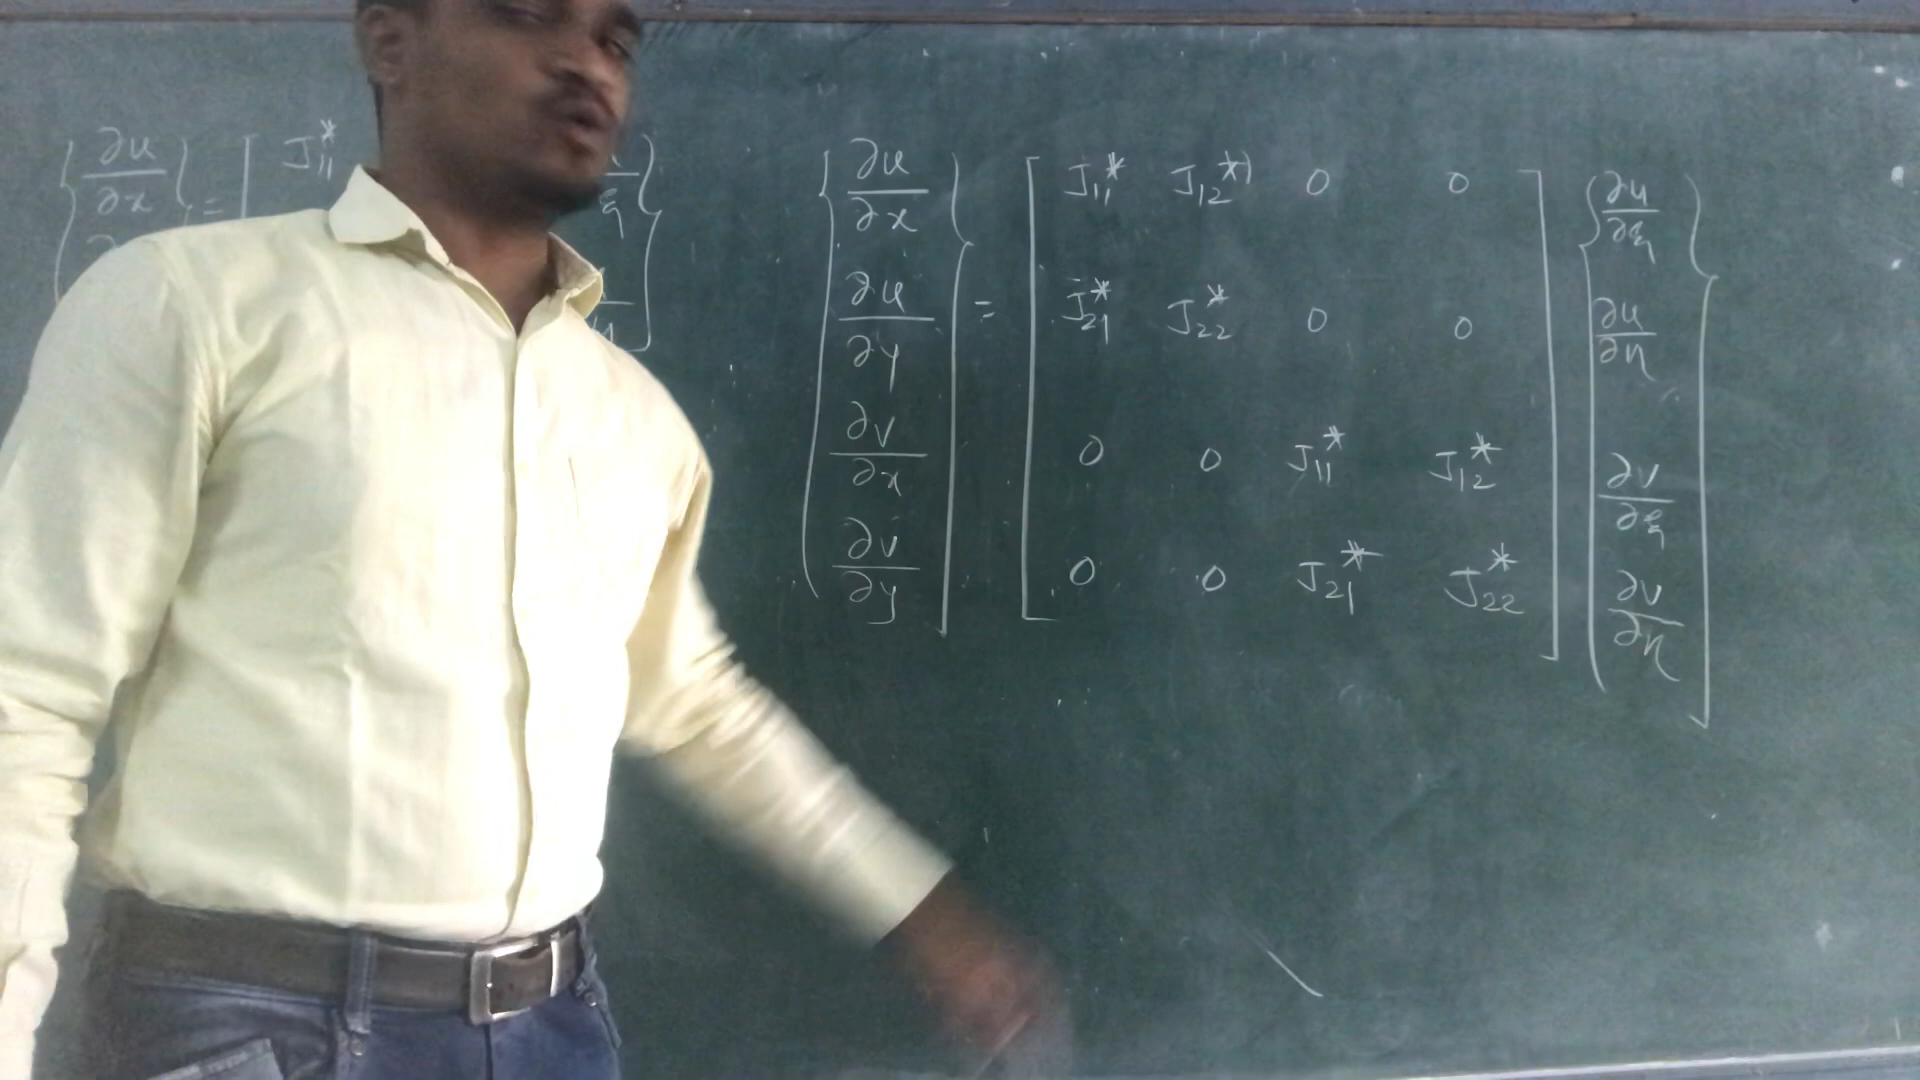 ∂u/∂x = [ J11*
∂u/∂x
∂u/∂y
∂v/∂x
∂v/∂y
=
J11* J12* 0 0
J21* J22* 0 0
0 0 J11* J12*
0 0 J21* J22*
∂u/∂ξ
∂u/∂η
∂v/∂ξ
∂v/∂η